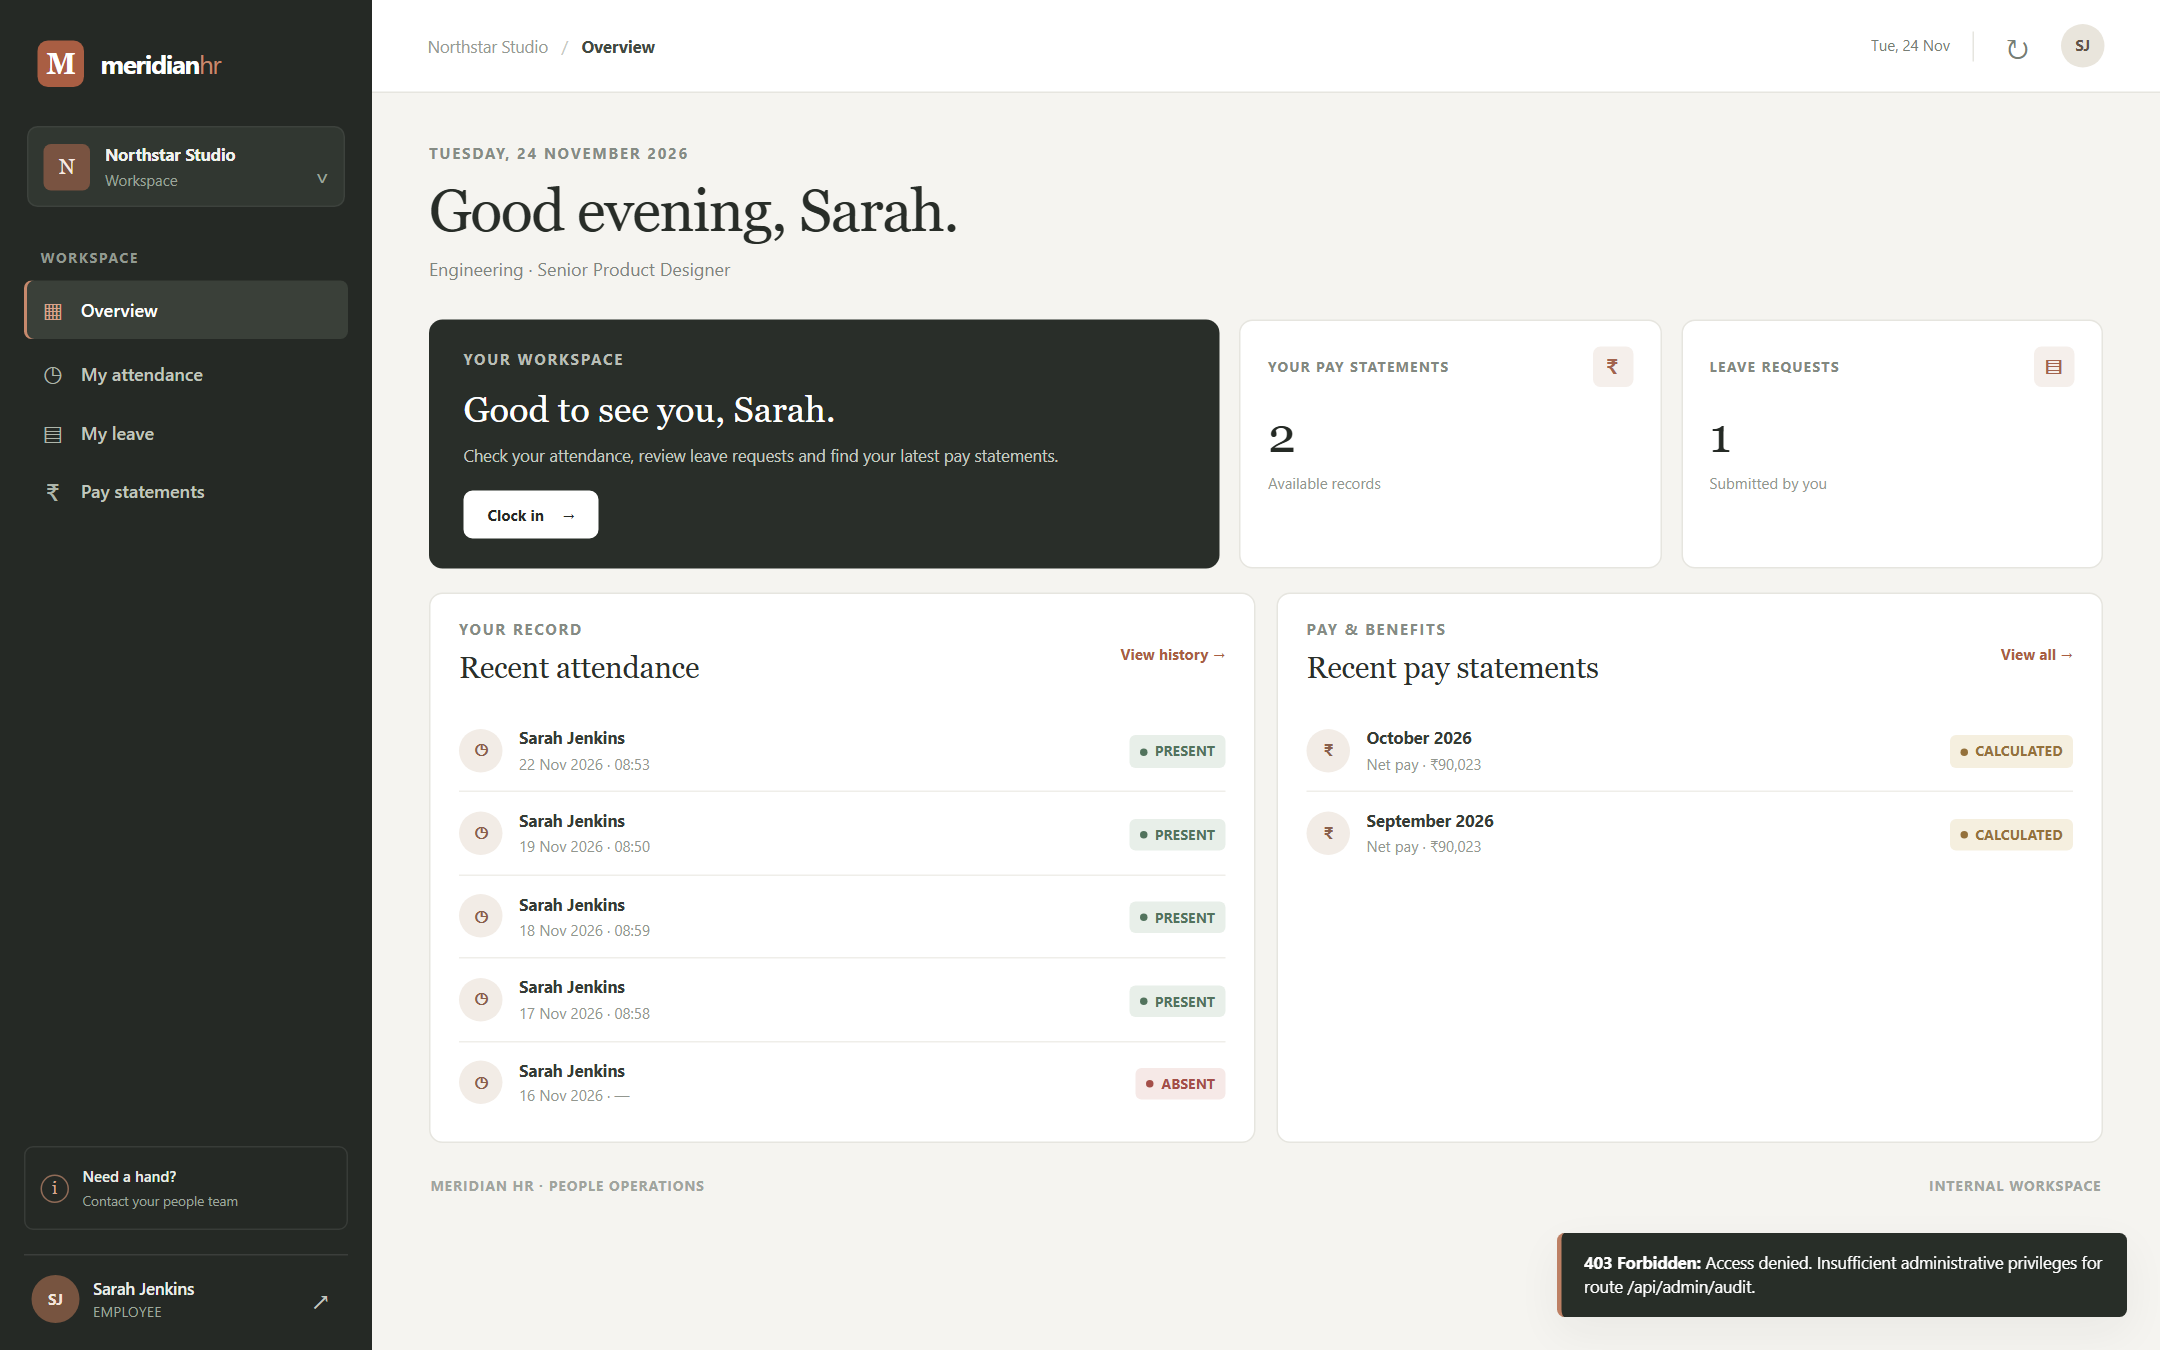 M meridianhr
N
Northstar Studio
Workspace
WORKSPACE
Overview
My attendance
My leave
₹ Pay statements
i
Need a hand?
Contact your people team
SJ
Sarah Jenkins
EMPLOYEE
Northstar Studio / Overview
Tue, 24 Nov
SJ
TUESDAY, 24 NOVEMBER 2026
Good evening, Sarah.
Engineering · Senior Product Designer
YOUR WORKSPACE
Good to see you, Sarah.
Check your attendance, review leave requests and find your latest pay statements.
Clock in →
YOUR PAY STATEMENTS ₹
2
Available records
LEAVE REQUESTS
1
Submitted by you
YOUR RECORD
Recent attendance
View history →
Sarah Jenkins
22 Nov 2026 · 08:53
PRESENT
Sarah Jenkins
19 Nov 2026 · 08:50
PRESENT
Sarah Jenkins
18 Nov 2026 · 08:59
PRESENT
Sarah Jenkins
17 Nov 2026 · 08:58
PRESENT
Sarah Jenkins
16 Nov 2026 · —
ABSENT
PAY & BENEFITS
Recent pay statements
View all →
₹
October 2026
Net pay · ₹90,023
CALCULATED
₹
September 2026
Net pay · ₹90,023
CALCULATED
MERIDIAN HR · PEOPLE OPERATIONS
INTERNAL WORKSPACE
403 Forbidden: Access denied. Insufficient administrative privileges for
route /api/admin/audit.